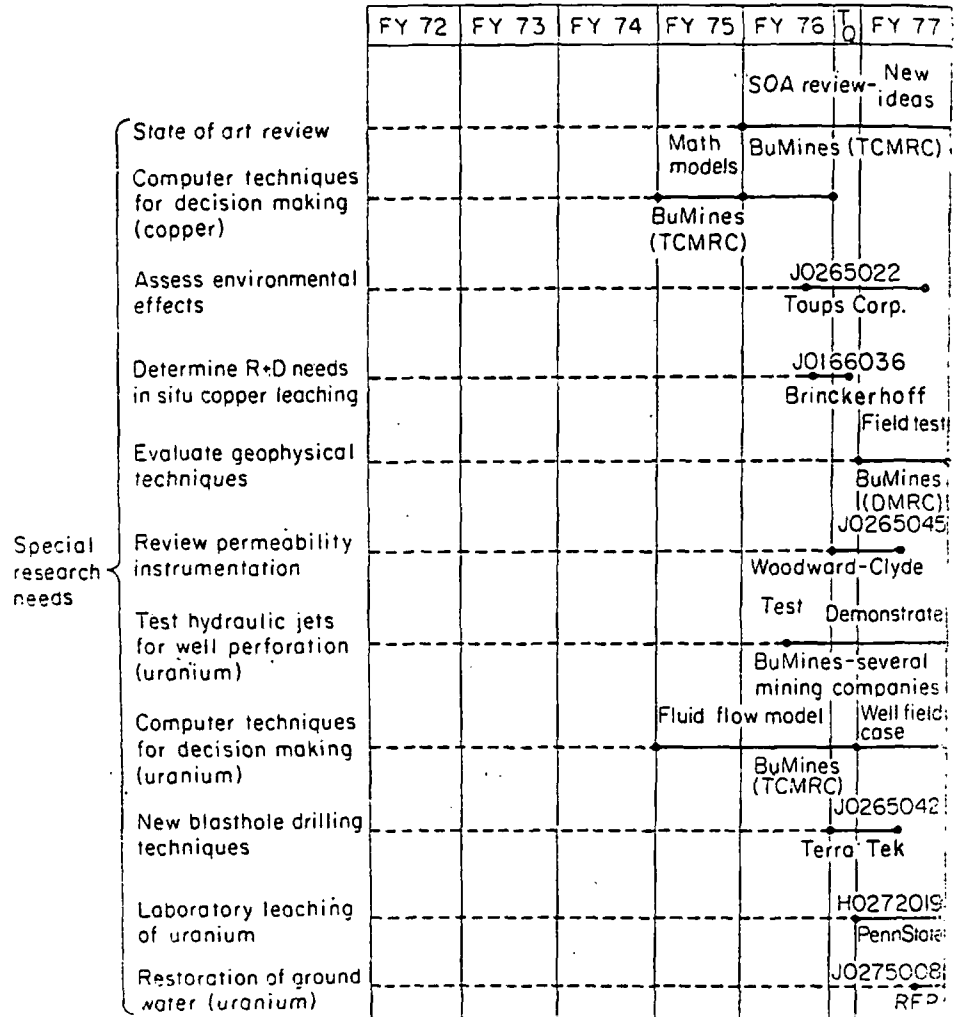 FY 72 FY 73 FY 74 FY 75 FY 76 TQ FY 77
SOA review- New
ideas
State of art review
Math
models
BuMines (TCMRC)
Computer techniques
for decision making
(copper)
BuMines
(TCMRC)
Assess environmental
effects
J0265022
Toups Corp.
Determine R+D needs
in situ copper leaching
J0166036
Brinckerhoff
Field test
Evaluate geophysical
techniques
BuMines
(DMRC)
J0265045
Special
research
needs
Review permeability
instrumentation
Woodward-Clyde
Test hydraulic jets
for well perforation
(uranium)
Test Demonstrate
BuMines-several
mining companies
Computer techniques
for decision making
(uranium)
Fluid flow model
Well field
case
BuMines
(TCMRC)
J0265042
New blasthole drilling
techniques
Terra Tek
Laboratory leaching
of uranium
H0272019
PennState
Restoration of ground
water (uranium)
J0275008
RFP